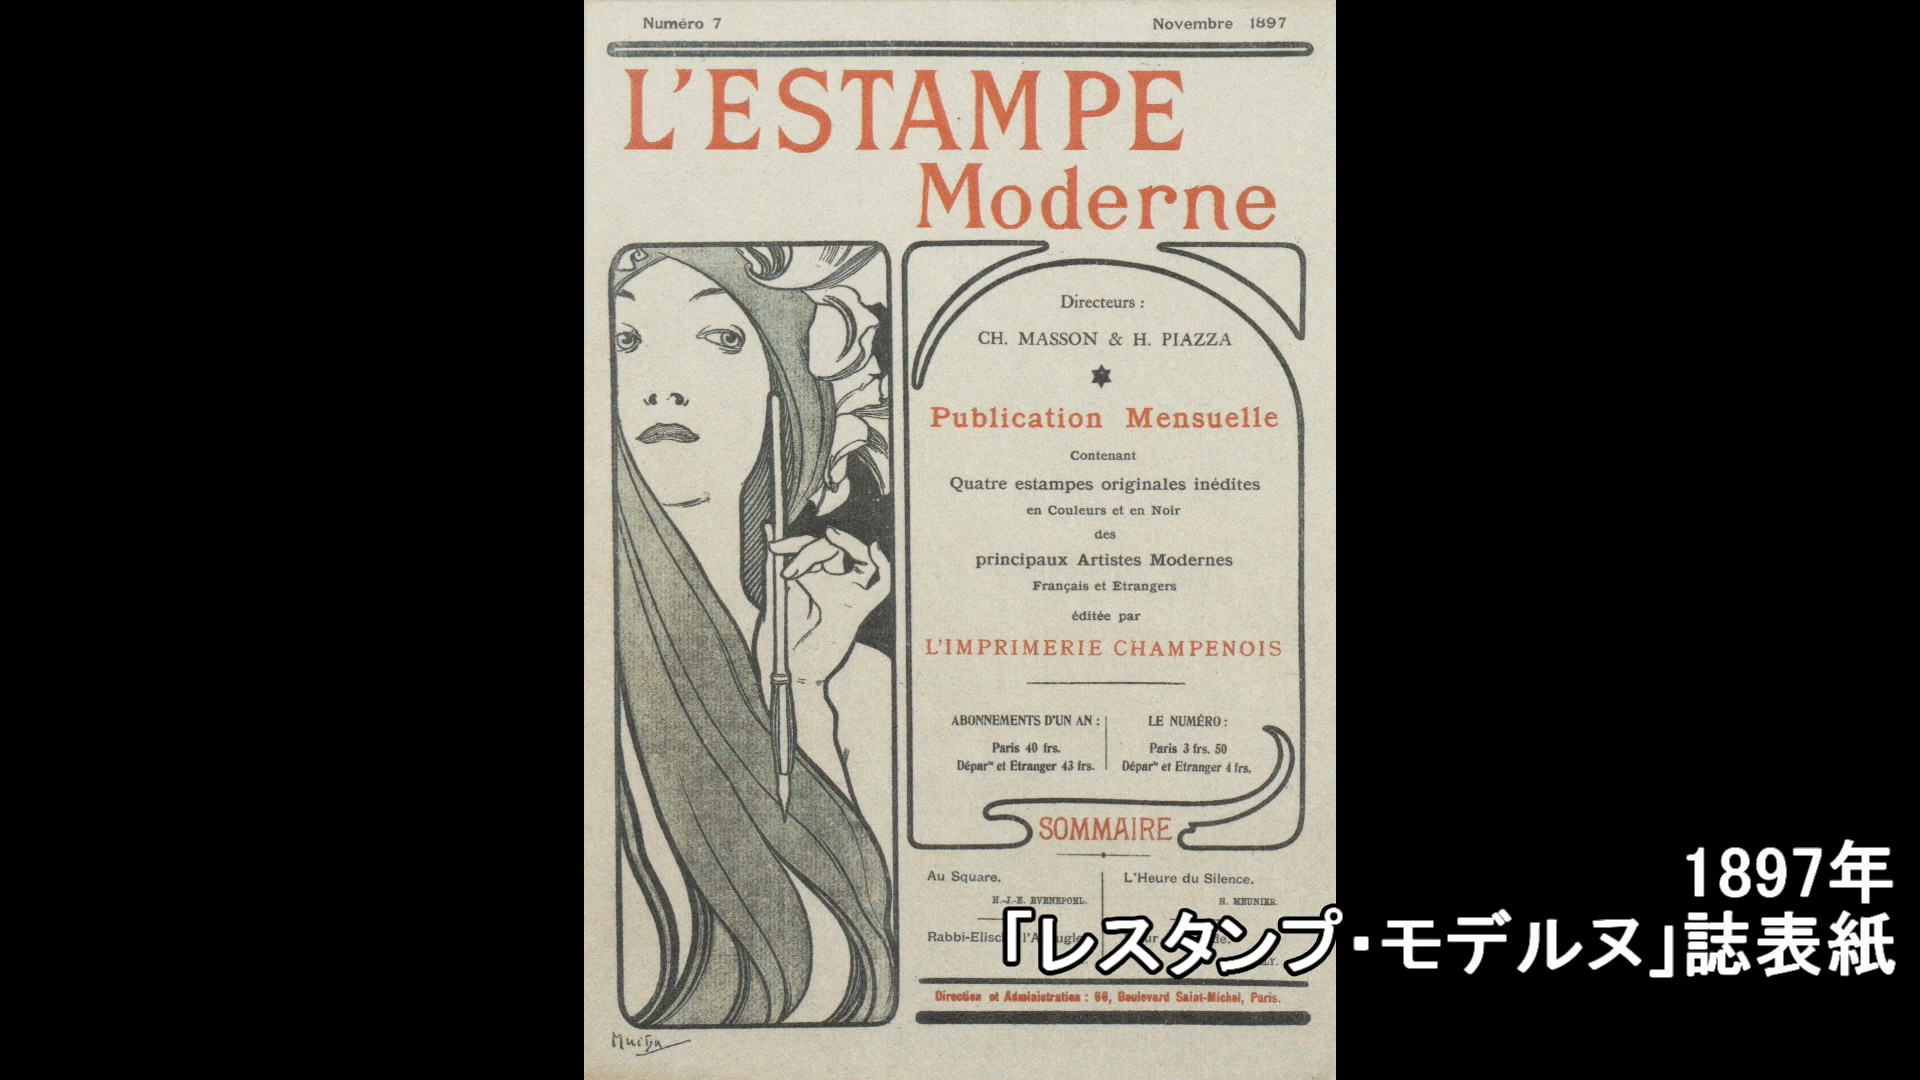 Numéro 7
Novembre 1897
L'ESTAMPE
Moderne
Directeurs :
CH. MASSON & H. PIAZZA
Publication Mensuelle
Contenant
Quatre estampes originales inédites
en Couleurs et en Noir
des
principaux Artistes Modernes
Français et Etrangers
éditée par
L'IMPRIMERIE CHAMPENOIS
ABONNEMENTS D'UN AN :
Paris 40 frs.
Départs et Etranger 43 frs.
LE NUMÉRO :
Paris 3 frs. 50
Départs et Etranger 4 frs.
SOMMAIRE
Au Square.
H.-J.-E. EVENEPOEL.
L'Heure du Silence.
H. MEUNIER.
Direction et Administration : 66, Boulevard Saint-Michel, Paris.
Mucha
1897年
「レスタンプ・モデルヌ」誌表紙